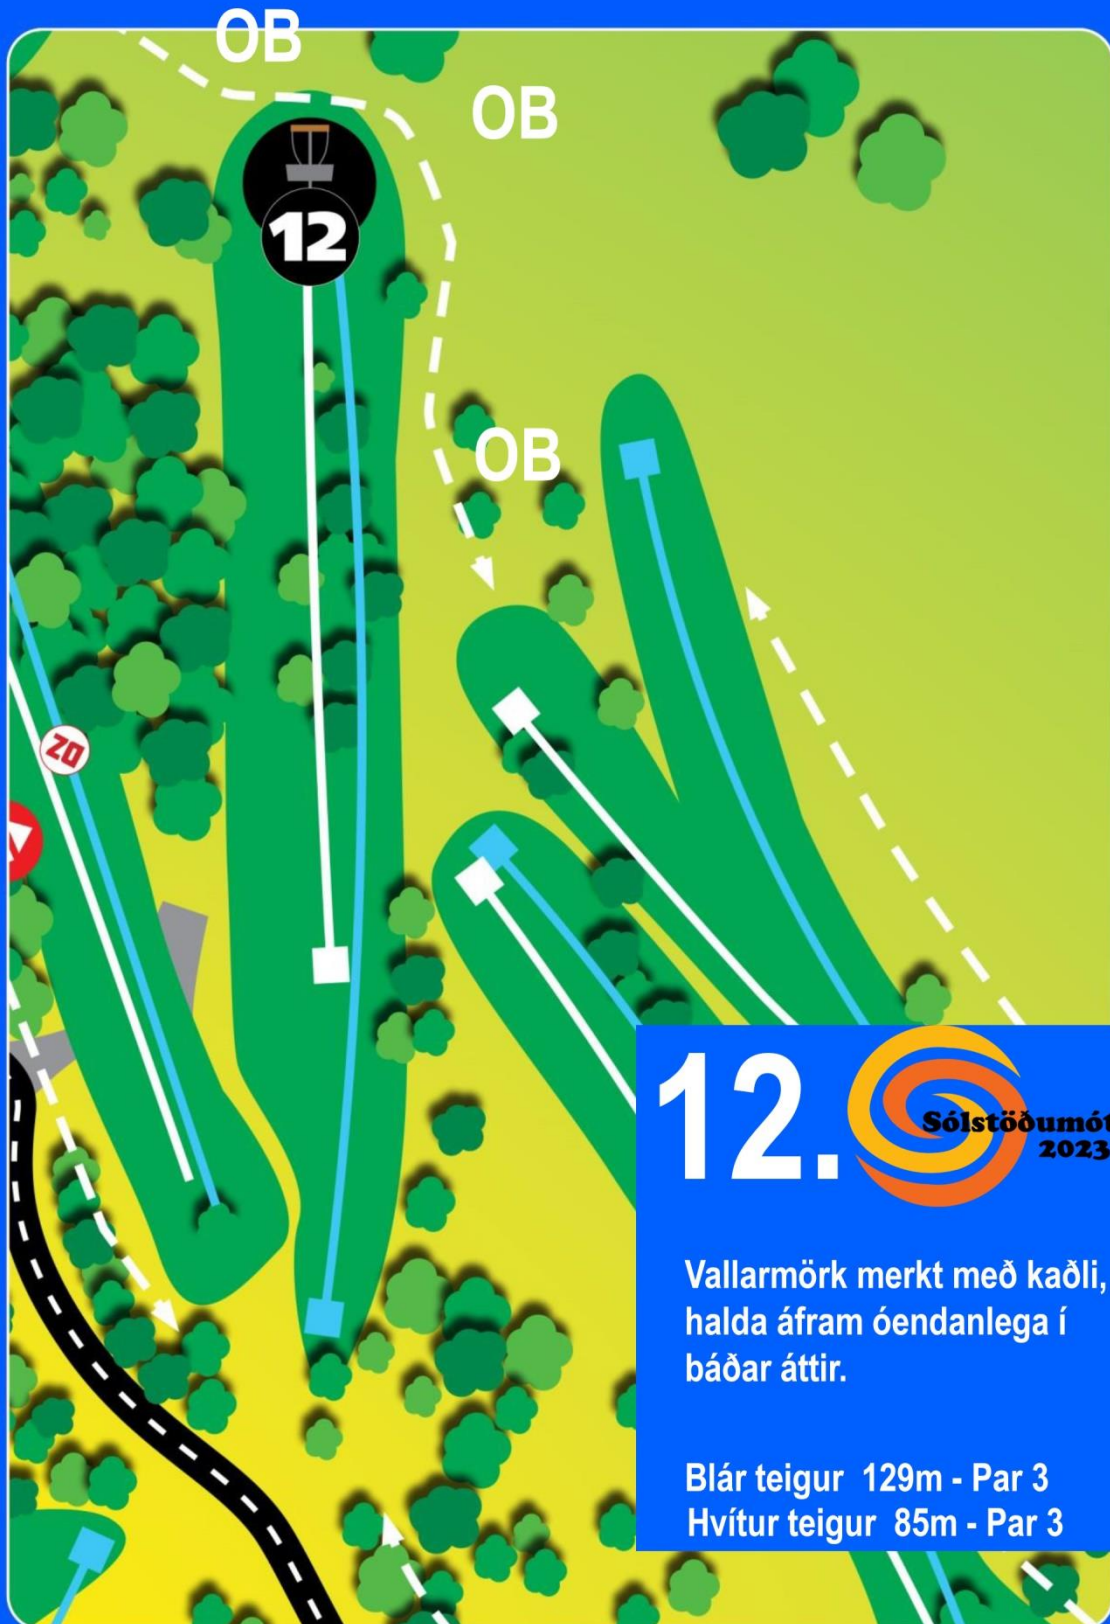 OB
OB
12
OB
DZ
12.
Sólstöðumót
2023
Vallarmörk merkt með kaðli,
halda áfram óendanlega í
báðar áttir.
Blár teigur 129m - Par 3
Hvítur teigur 85m - Par 3